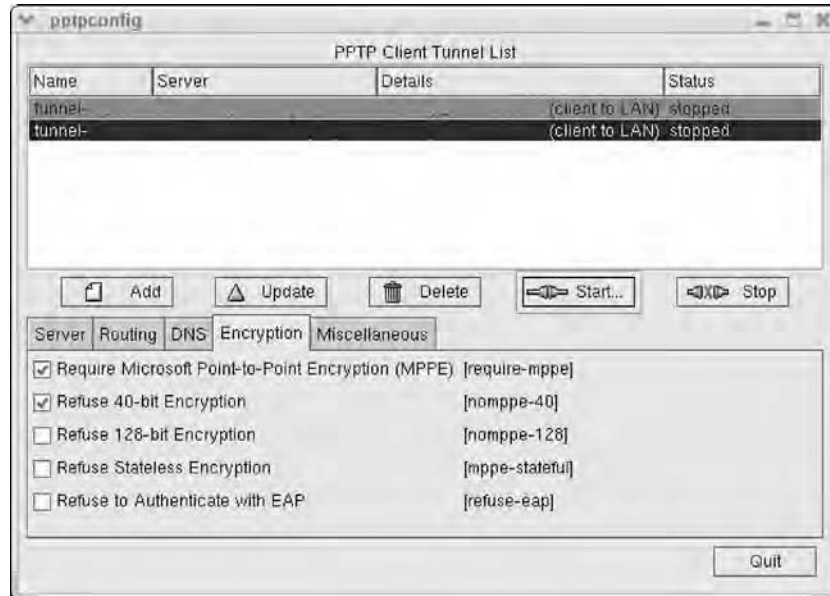 pptpconfig
PPTP Client Tunnel List
Name Server Details Status
tunnel- (client to LAN) stopped
tunnel- (client to LAN) stopped
Add Update Delete Start... Stop
Server Routing DNS Encryption Miscellaneous
Require Microsoft Point-to-Point Encryption (MPPE) [require-mppe]
Refuse 40-bit Encryption [nomppe-40]
Refuse 128-bit Encryption [nomppe-128]
Refuse Stateless Encryption [mppe-stateful]
Refuse to Authenticate with EAP [refuse-eap]
Quit